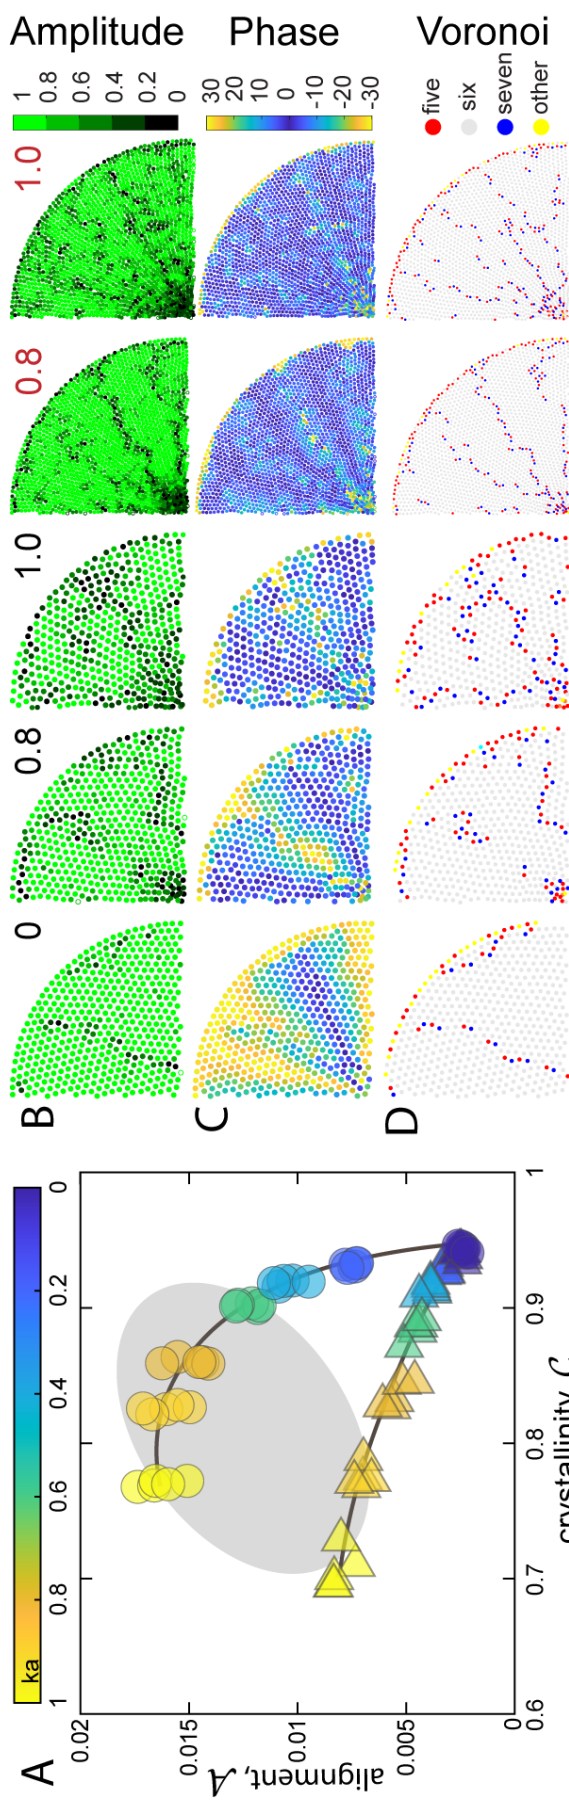 A
ka
1
0.8
0.6
0.4
0.2
0
0.02
0.015
0.01
0.005
0
alignment, 𝒜
0.6
0.7
0.8
0.9
1
crystallinity, C
B
0
0.8
1.0
0.8
1.0
Amplitude
1
0.8
0.6
0.4
0.2
0
C
Phase
30
20
10
0
-10
-20
-30
D
Voronoi
five
six
seven
other